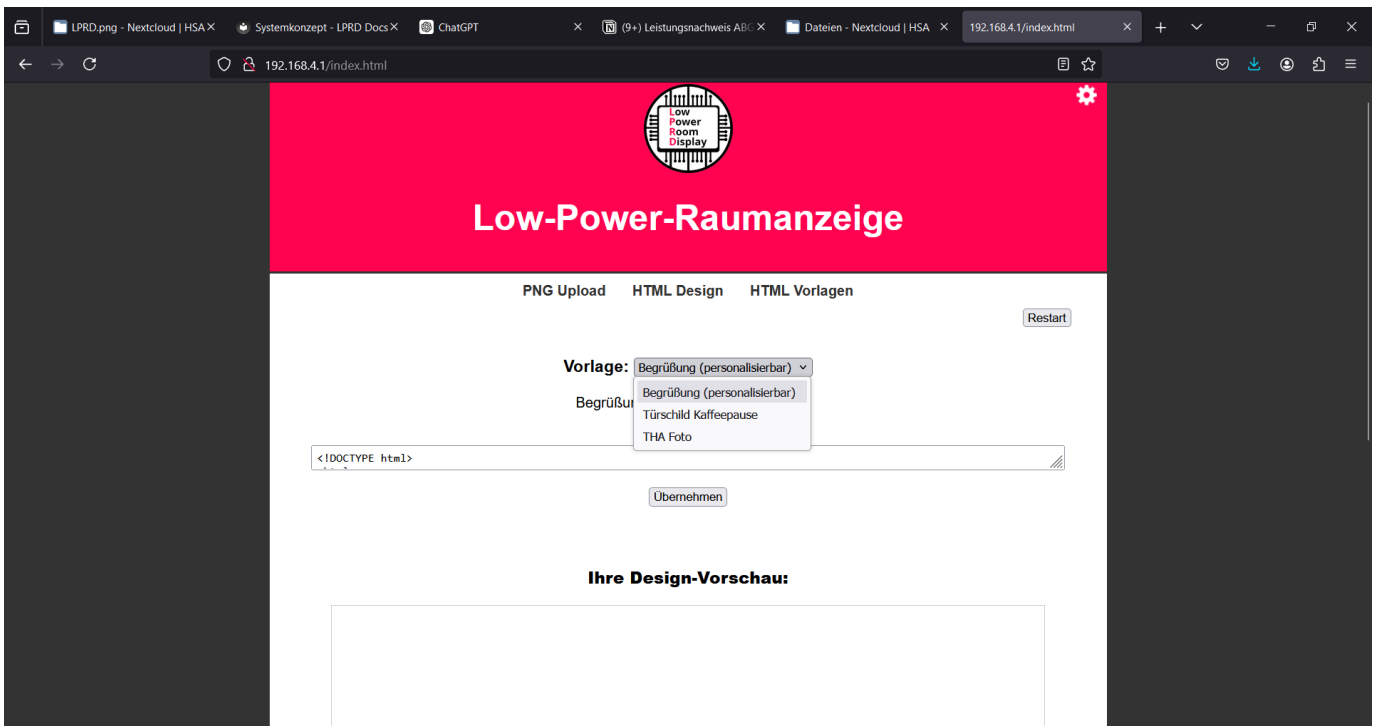 LPRD.png - Nextcloud | HSA
Systemkonzept - LPRD Docs
ChatGPT
(9+) Leistungsnachweis ABG
Dateien - Nextcloud | HSA
192.168.4.1/index.html
192.168.4.1/index.html
Low
Power
Room
Display
Low-Power-Raumanzeige
PNG Upload HTML Design HTML Vorlagen
Restart
Vorlage: Begrüßung (personalisierbar)
Begrüßung (personalisierbar)
Begrüßu
Türschild Kaffeepause
THA Foto
<!DOCTYPE html>
Übernehmen
Ihre Design-Vorschau: